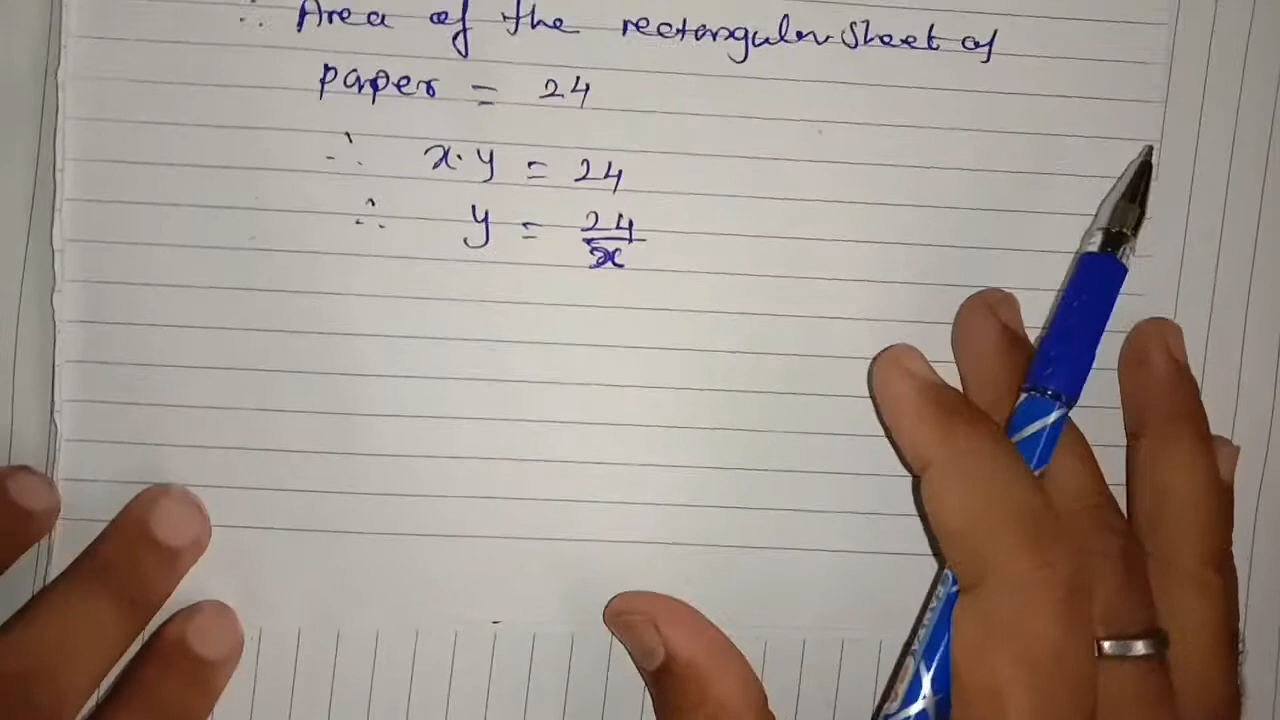 ∴ Area of the rectangular sheet of
paper = 24
∴ x·y = 24
∴ y = 24/x